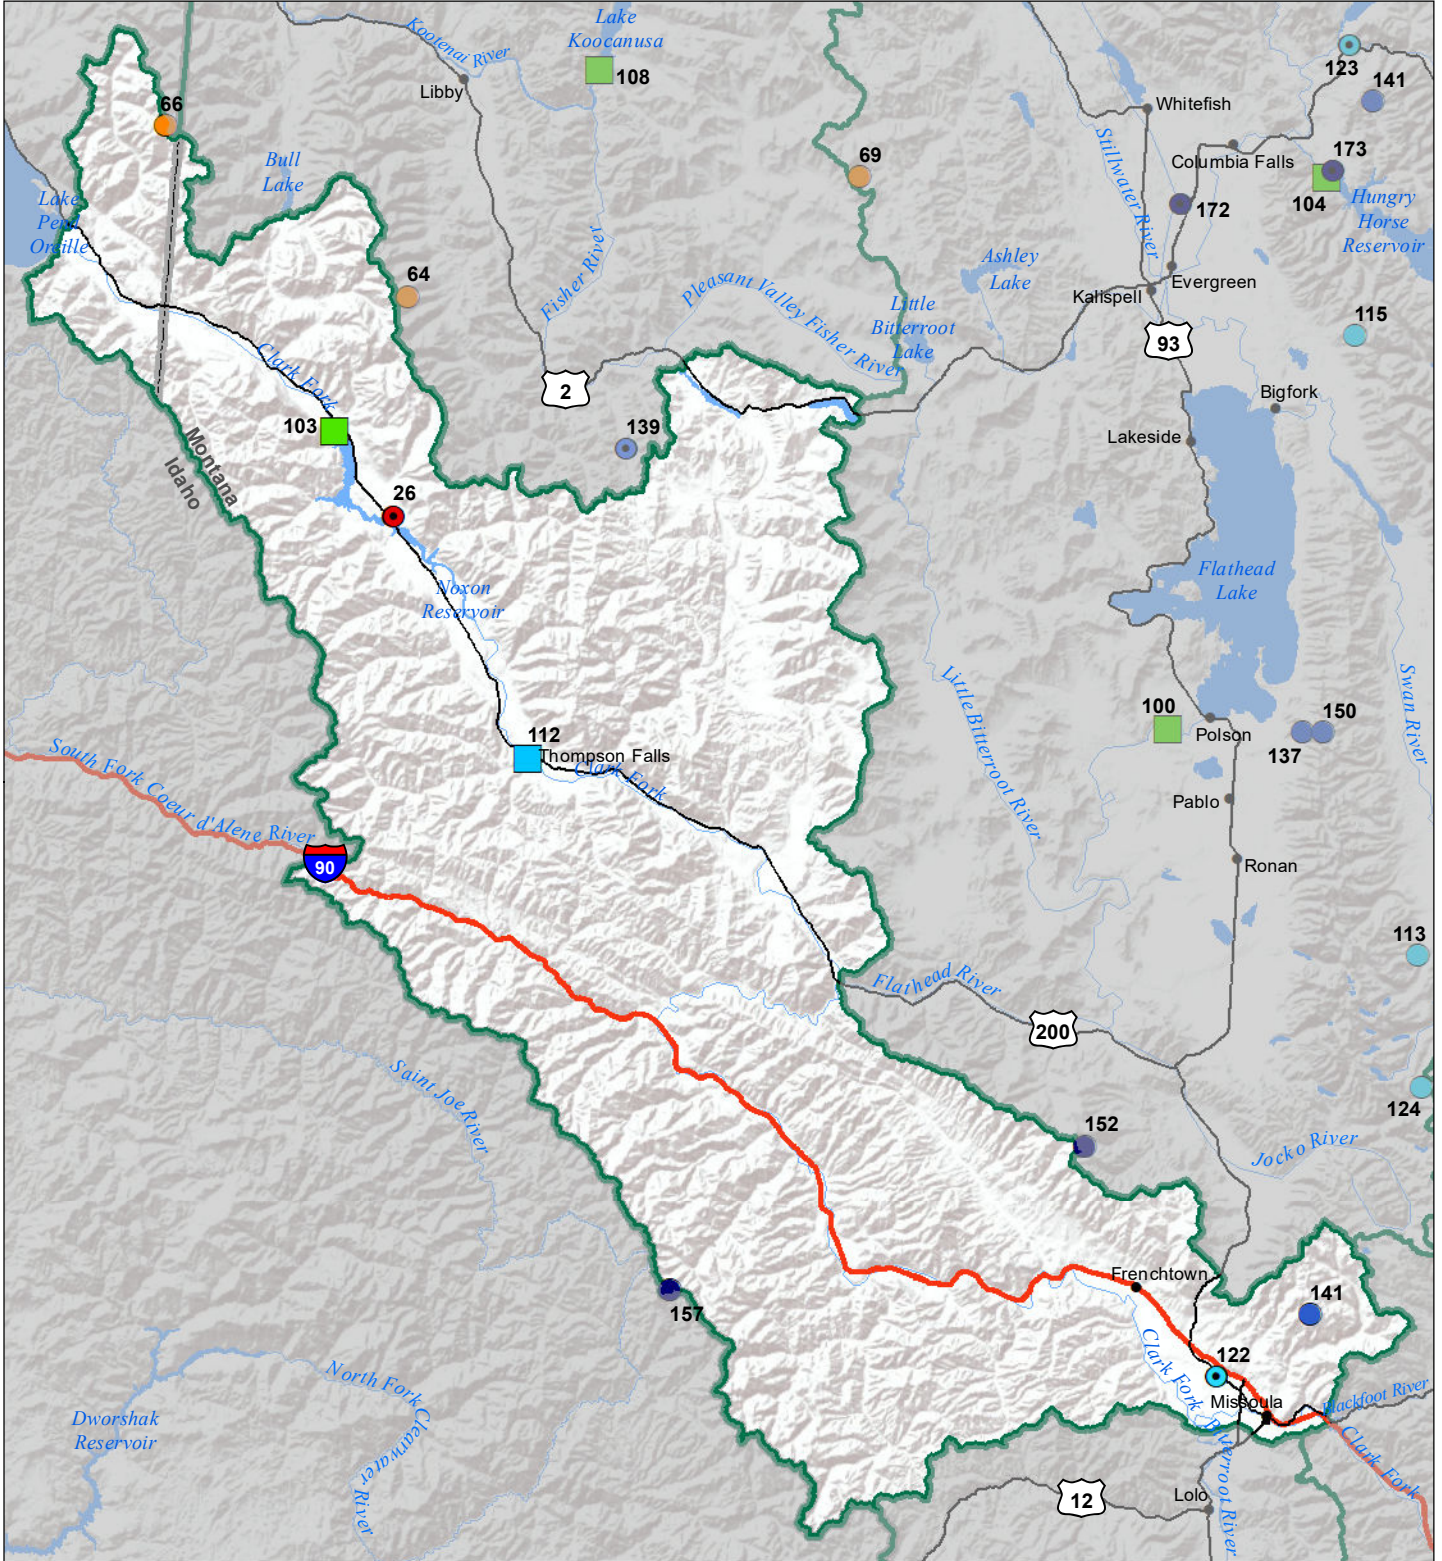 Lake
Koocanusa
Kootenai River
108
Libby
123
141
66
Whitefish
Bull
Lake
Columbia Falls
173
104
69
Stillwater River
Lake
Pend
Oreille
172
Hungry
Horse
Reservoir
64
Fisher River
Pleasant Valley Fisher River
Ashley
Lake
Evergreen
Kalispell
Little
Bitterroot
Lake
115
93
Clark Fork
2
Bigfork
103
139
Lakeside
Montana
Idaho
26
Noxon
Reservoir
Flathead
Lake
Little Bitterroot River
Swan River
100
150
Polson
137
112
Thompson Falls
Clark Fork
South Fork Coeur d'Alene River
Pablo
90
Ronan
113
Flathead River
200
Saint Joe River
124
152
Jocko River
Frenchtown
157
141
122
Clark Fork
Missoula
Blackfoot River
North Fork Clearwater River
Dworshak
Reservoir
Bitterroot River
Clark Fork
12
Lolo